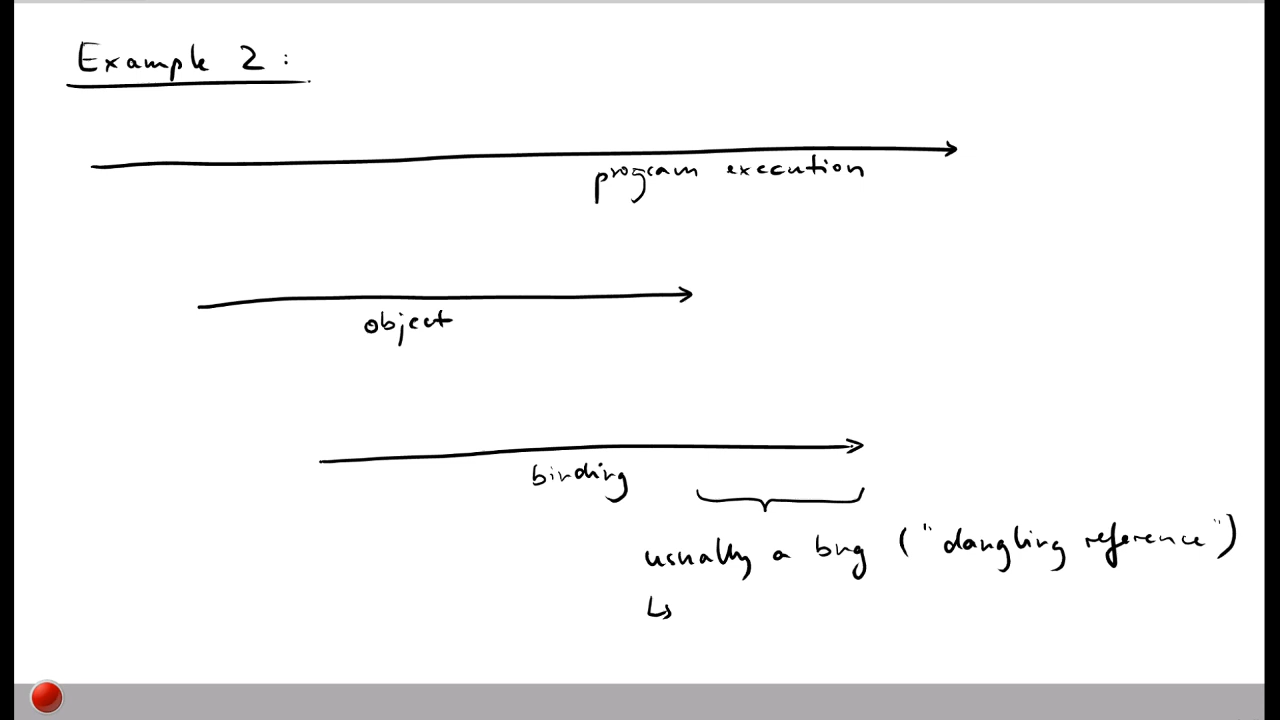 Example 2 :
program execution
object
binding
usually a bug ("dangling reference")
↳